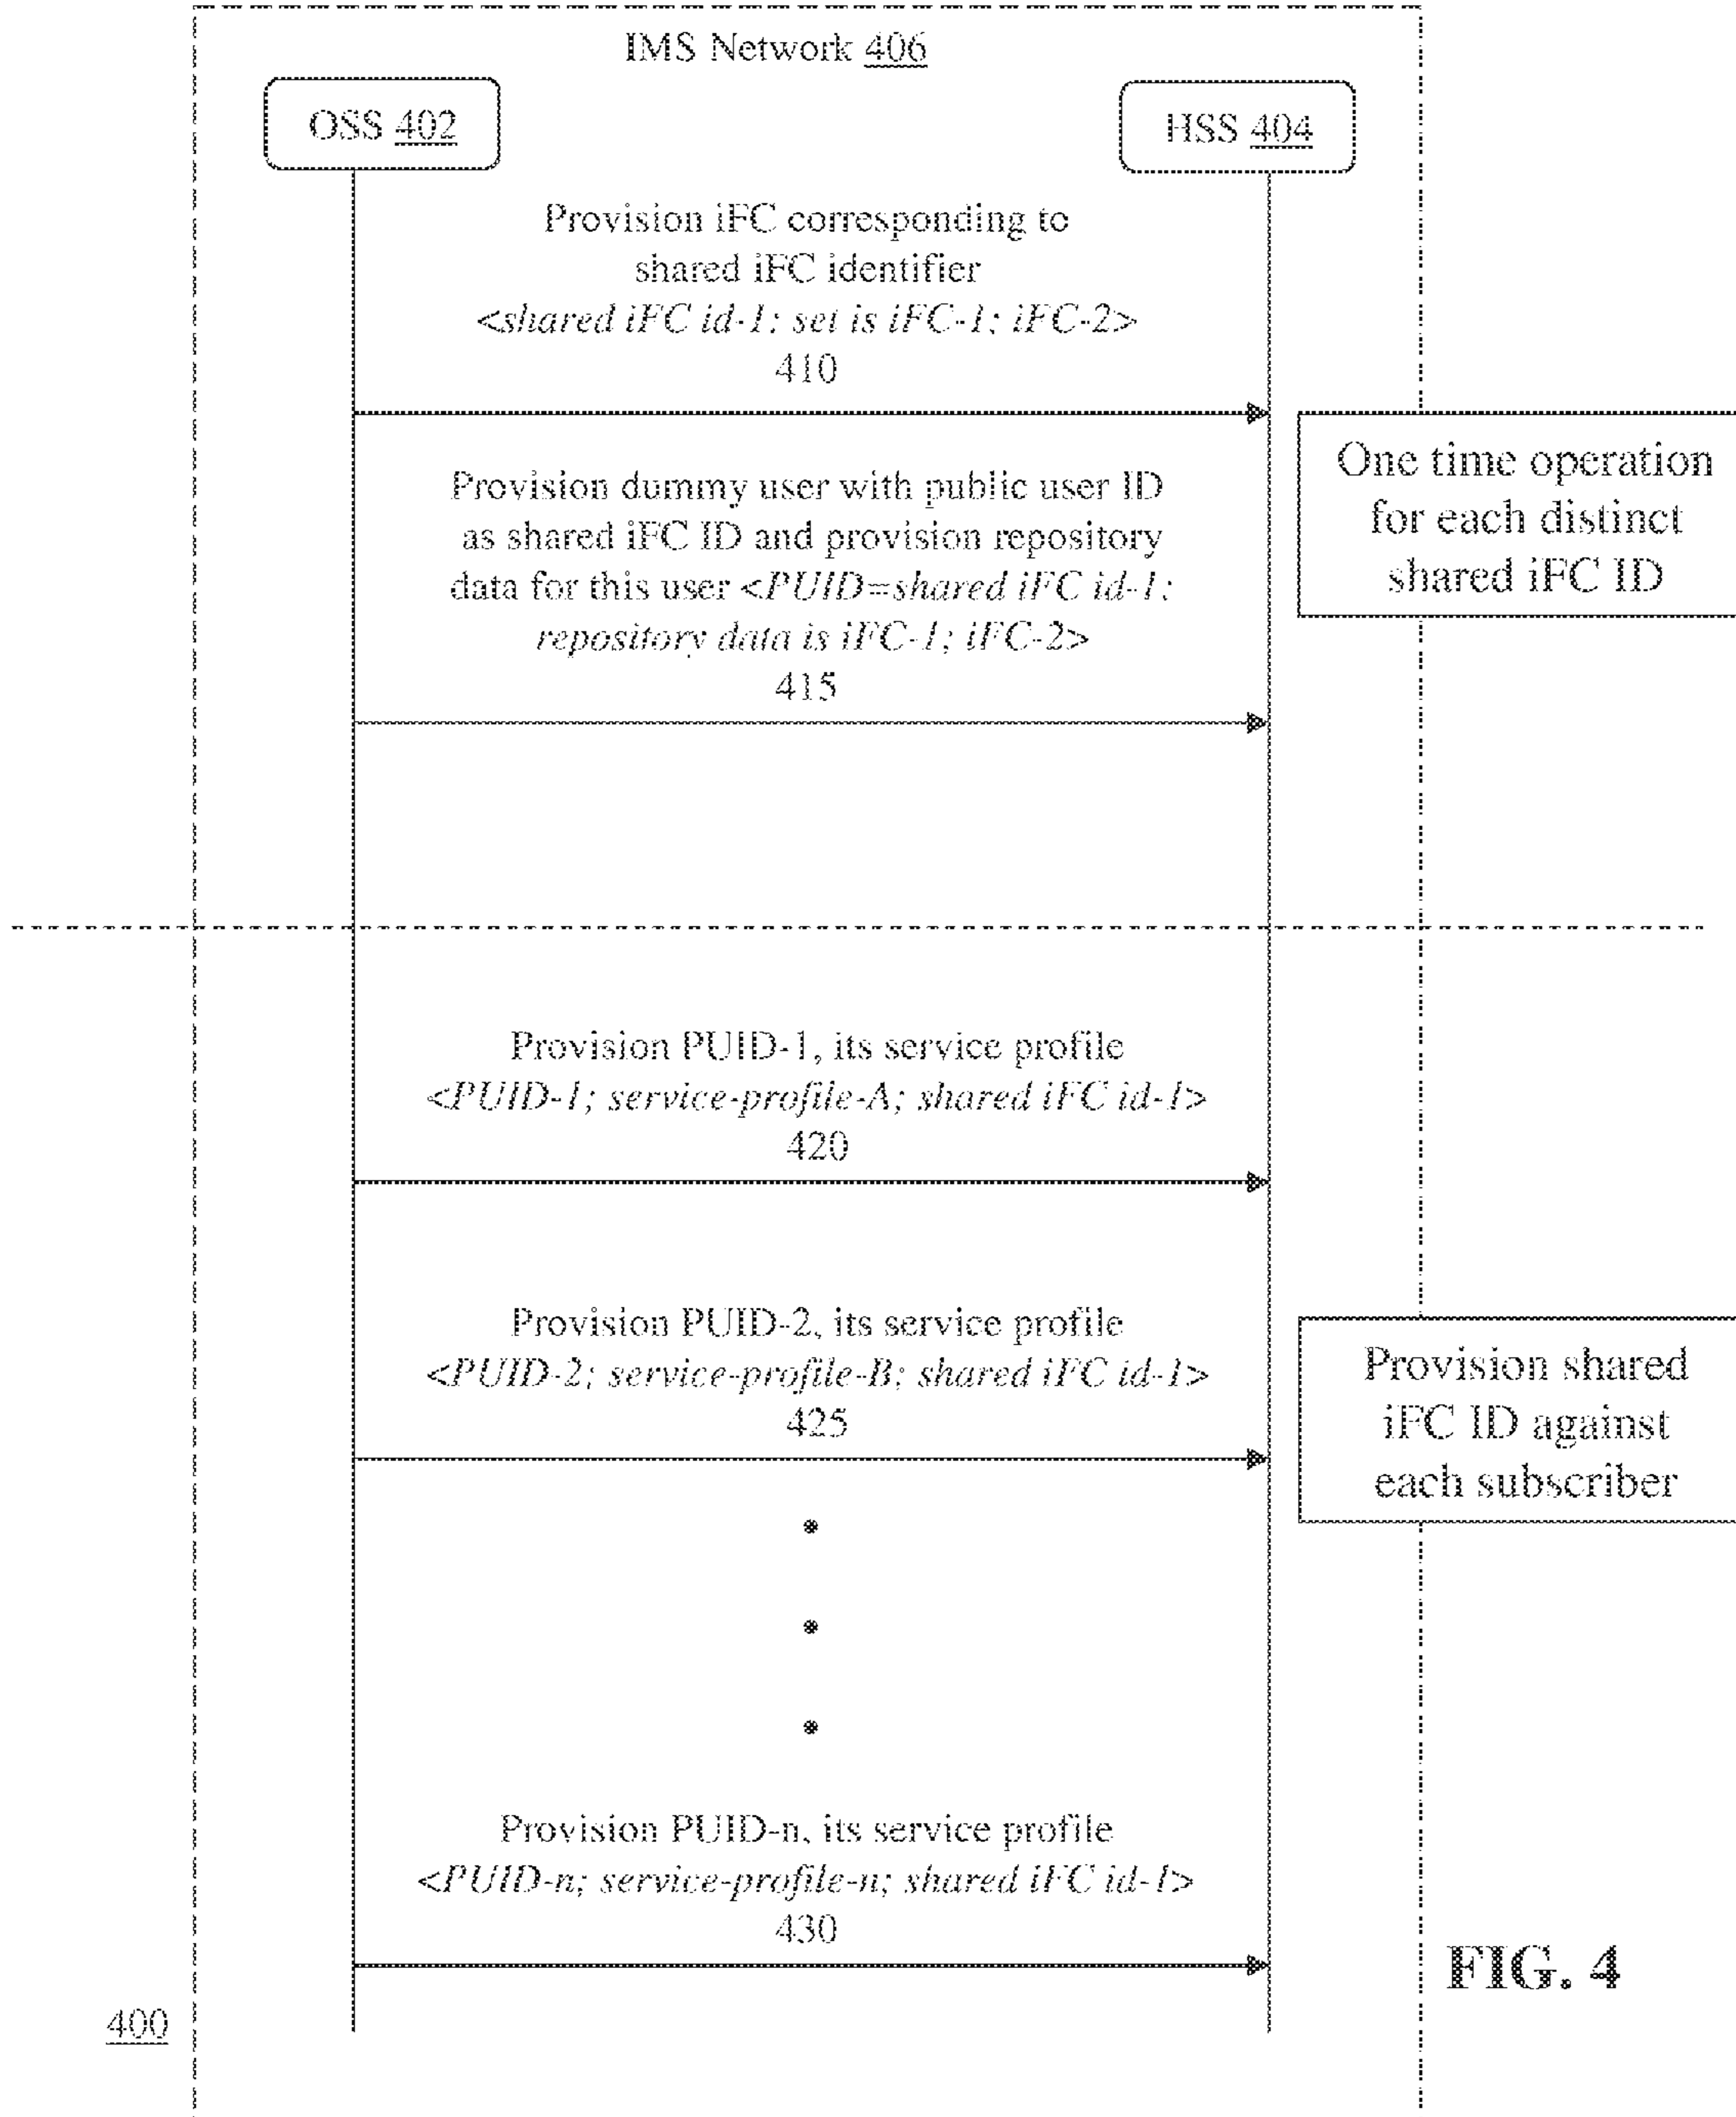 IMS Network 406
OSS 402
HSS 404
Provision iFC corresponding to
shared iFC identifier
<shared iFC id-1: set is iFC-1; iFC-2>
410
One time operation
for each distinct
shared iFC ID
Provision dummy user with public user ID
as shared iFC ID and provision repository
data for this user <PUID=shared iFC id-1;
repository data is iFC-1; iFC-2>
415
Provision PUID-1, its service profile
<PUID-1; service-profile-A; shared iFC id-1>
420
Provision PUID-2, its service profile
<PUID-2; service-profile-B; shared iFC id-1>
425
Provision shared
iFC ID against
each subscriber
Provision PUID-n, its service profile
<PUID-n; service-profile-n; shared iFC id-1>
430
FIG. 4
400